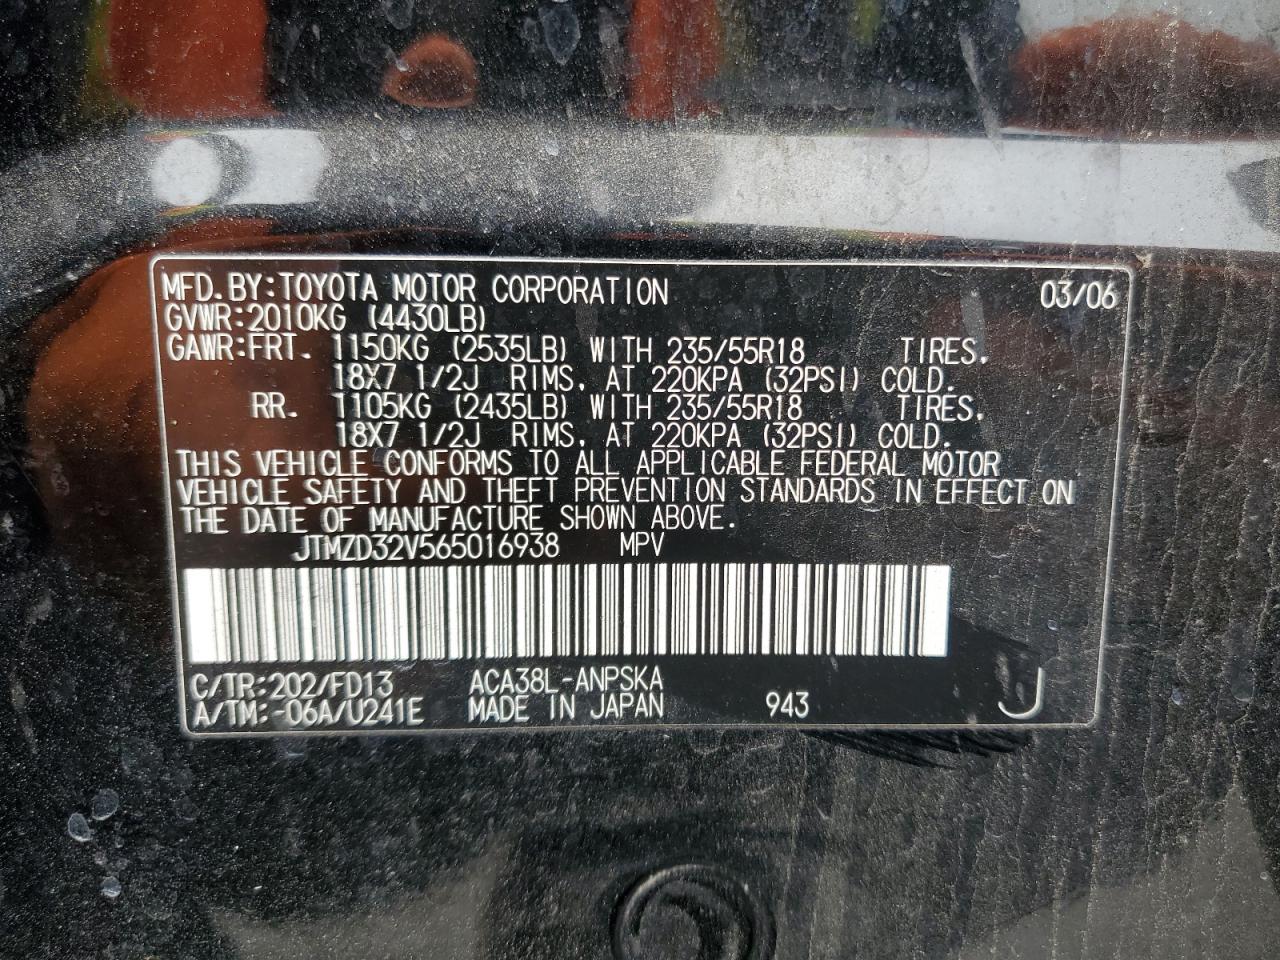 MFD.BY:TOYOTA MOTOR CORPORATION 03/06
GVWR:2010KG (4430LB)
GAWR:FRT. 1150KG (2535LB) WITH 235/55R18 TIRES,
18X7 1/2J RIMS, AT 220KPA (32PSI) COLD.
RR. 1105KG (2435LB) WITH 235/55R18 TIRES,
18X7 1/2J RIMS, AT 220KPA (32PSI) COLD.
THIS VEHICLE CONFORMS TO ALL APPLICABLE FEDERAL MOTOR
VEHICLE SAFETY AND THEFT PREVENTION STANDARDS IN EFFECT ON
THE DATE OF MANUFACTURE SHOWN ABOVE.
JTMZD32V565016938 MPV
C/TR:202/FD13 ACA38L-ANPSKA
A/TM:-06A/U241E MADE IN JAPAN 943 J